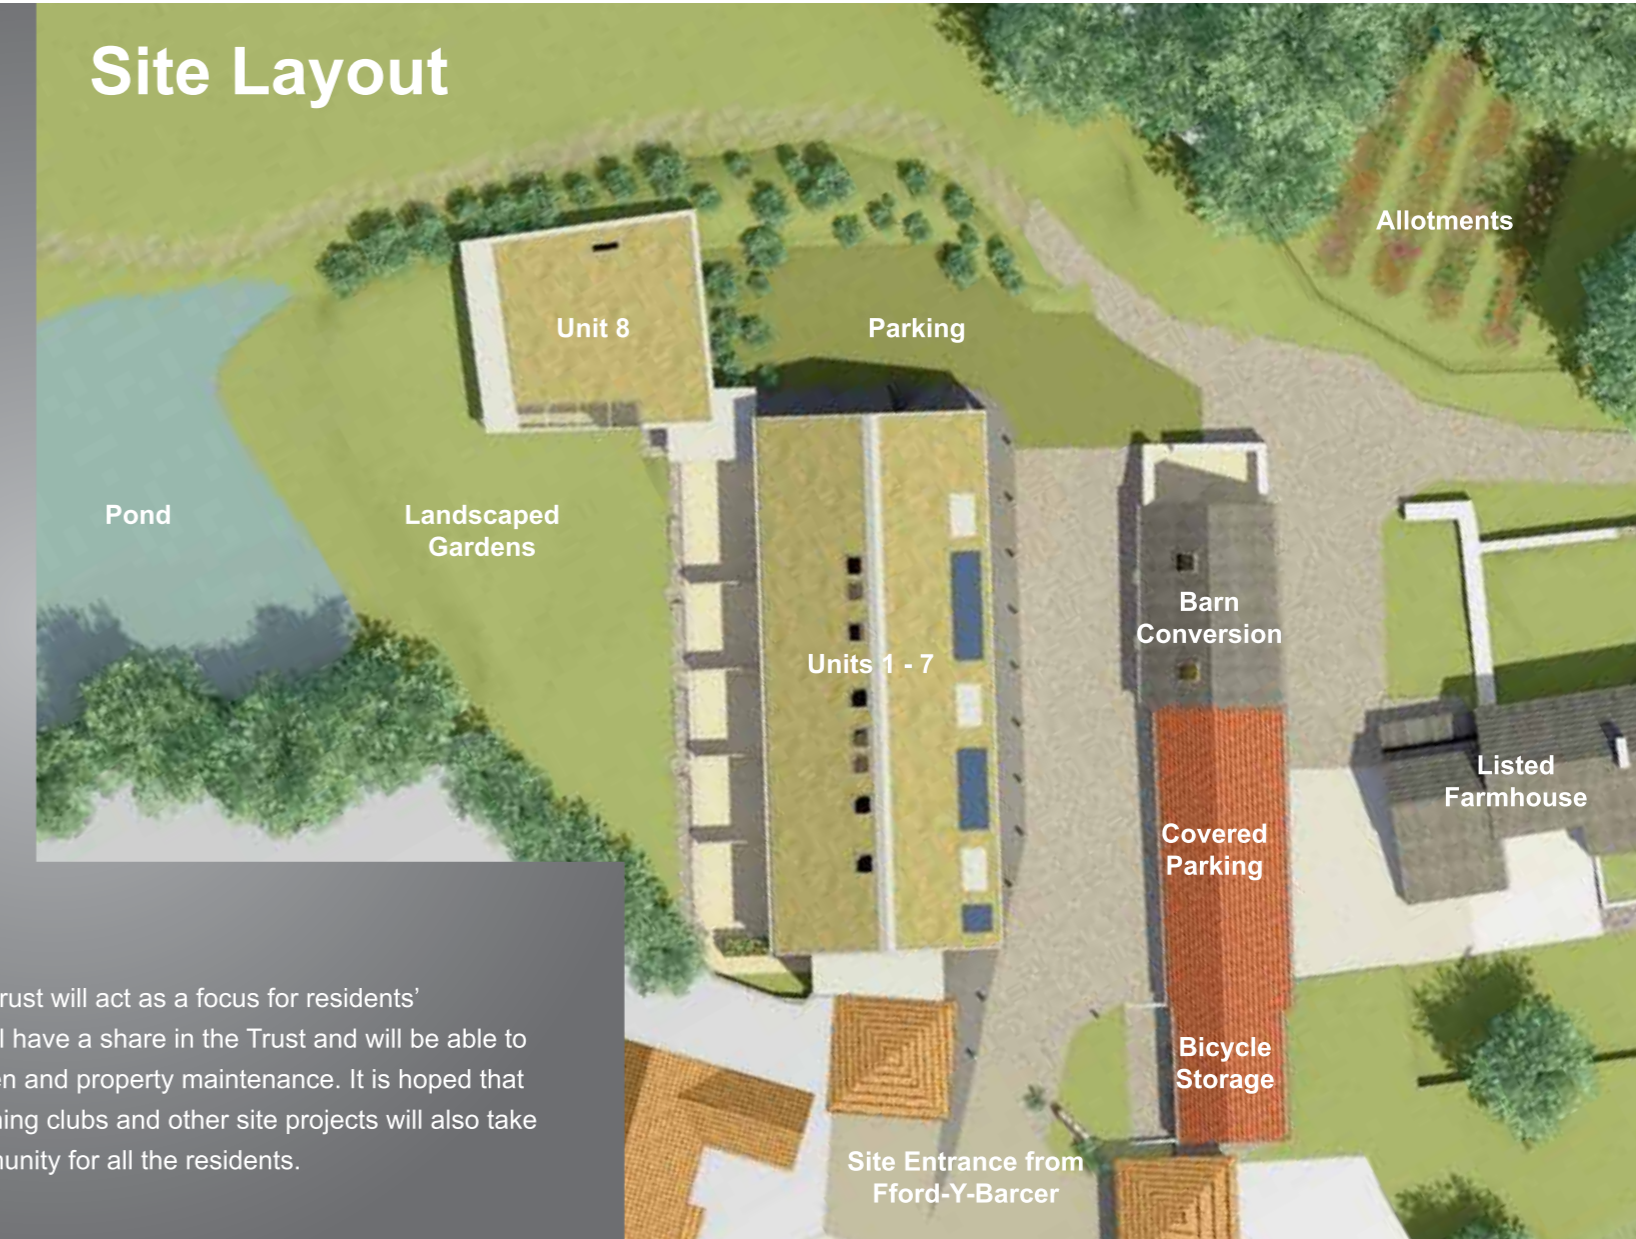 Site Layout
Allotments
Unit 8
Parking
Pond
Landscaped
Gardens
Barn
Conversion
Units 1 - 7
Listed
Farmhouse
Covered
Parking
Bicycle
Storage
Site Entrance from
Fford-Y-Barcer
rust will act as a focus for residents’
l have a share in the Trust and will be able to
en and property maintenance. It is hoped that
ning clubs and other site projects will also take
munity for all the residents.